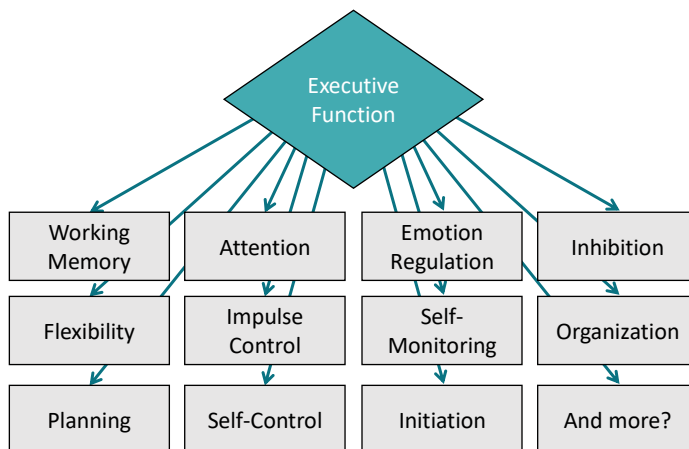 Executive
Function
Working
Memory
Attention
Emotion
Regulation
Inhibition
Flexibility
Impulse
Control
Self-
Monitoring
Organization
Planning
Self-Control
Initiation
And more?